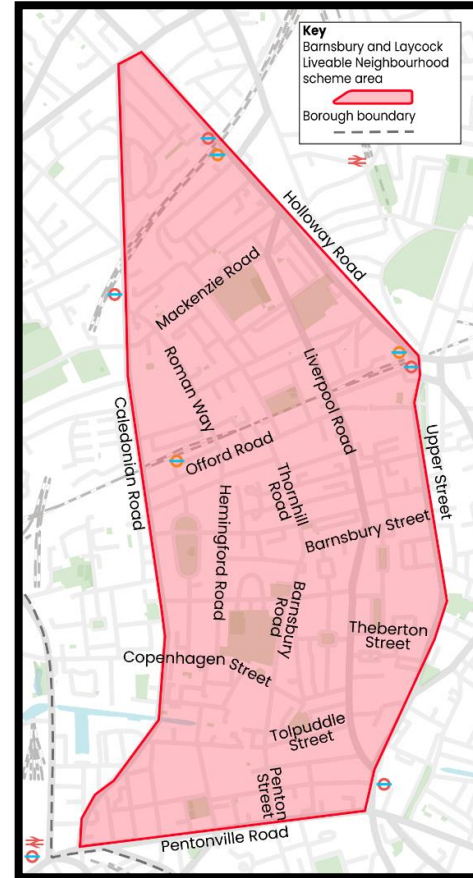 Key
Barnsbury and Laycock
Liveable Neighbourhood
scheme area
Borough boundary
Holloway Road
Mackenzie Road
Roman Way
Liverpool Road
Caledonian Road
Upper Street
Offord Road
Thornhill
Road
Hemingford Road
Barnsbury Street
Barnsbury
Road
Theberton
Street
Copenhagen Street
Tolpuddle
Street
Penton
Street
Pentonville Road